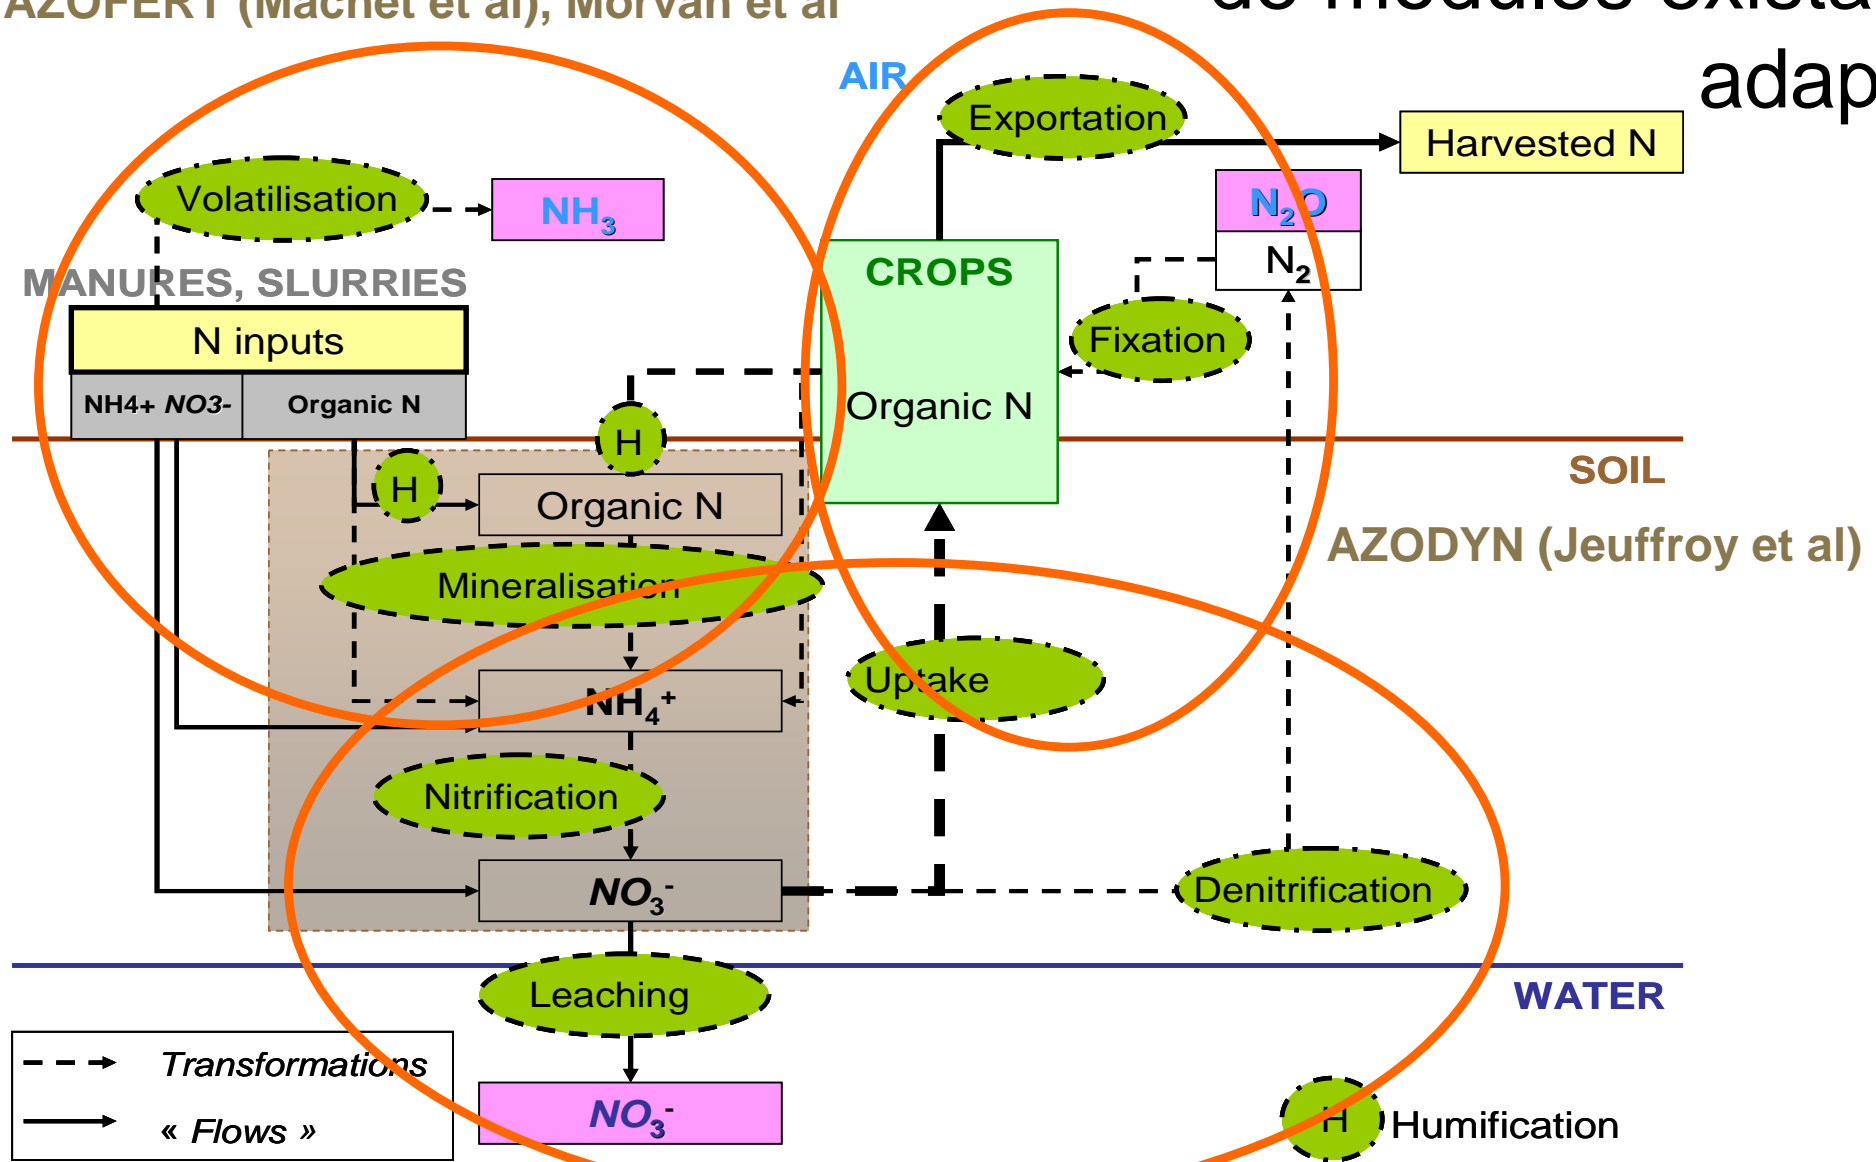 AZOFERT (Machet et al), Morvan et al
de modules exista
adap
AIR
Exportation
Harvested N
Volatilisation
NH3
N2O
N2
MANURES, SLURRIES
CROPS
N inputs
Fixation
NH4+ NO3-
Organic N
Organic N
H
SOIL
H
Organic N
AZODYN (Jeuffroy et al)
Mineralisation
Uptake
NH4+
Nitrification
NO3-
Denitrification
Leaching
WATER
Transformations
« Flows »
NO3-
H
Humification